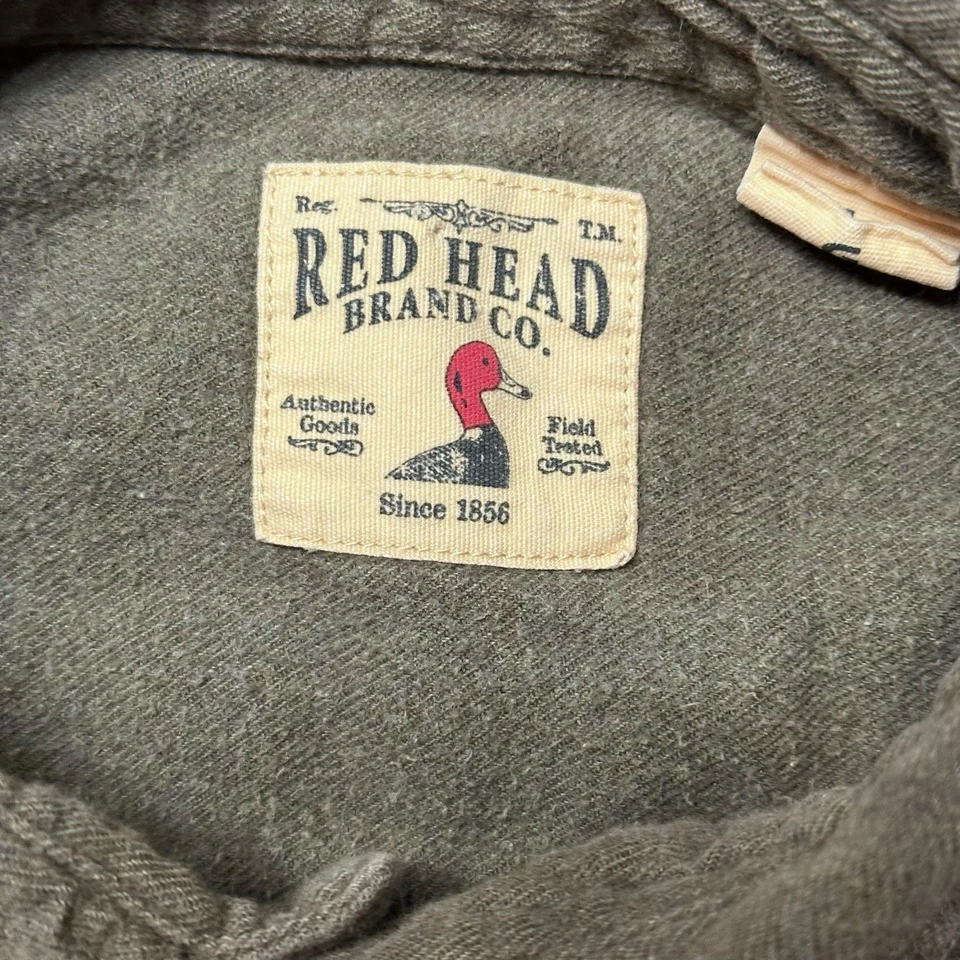 Reg. T.M.
RED HEAD
BRAND CO.
Authentic
Goods
Field
Tested
Since 1856